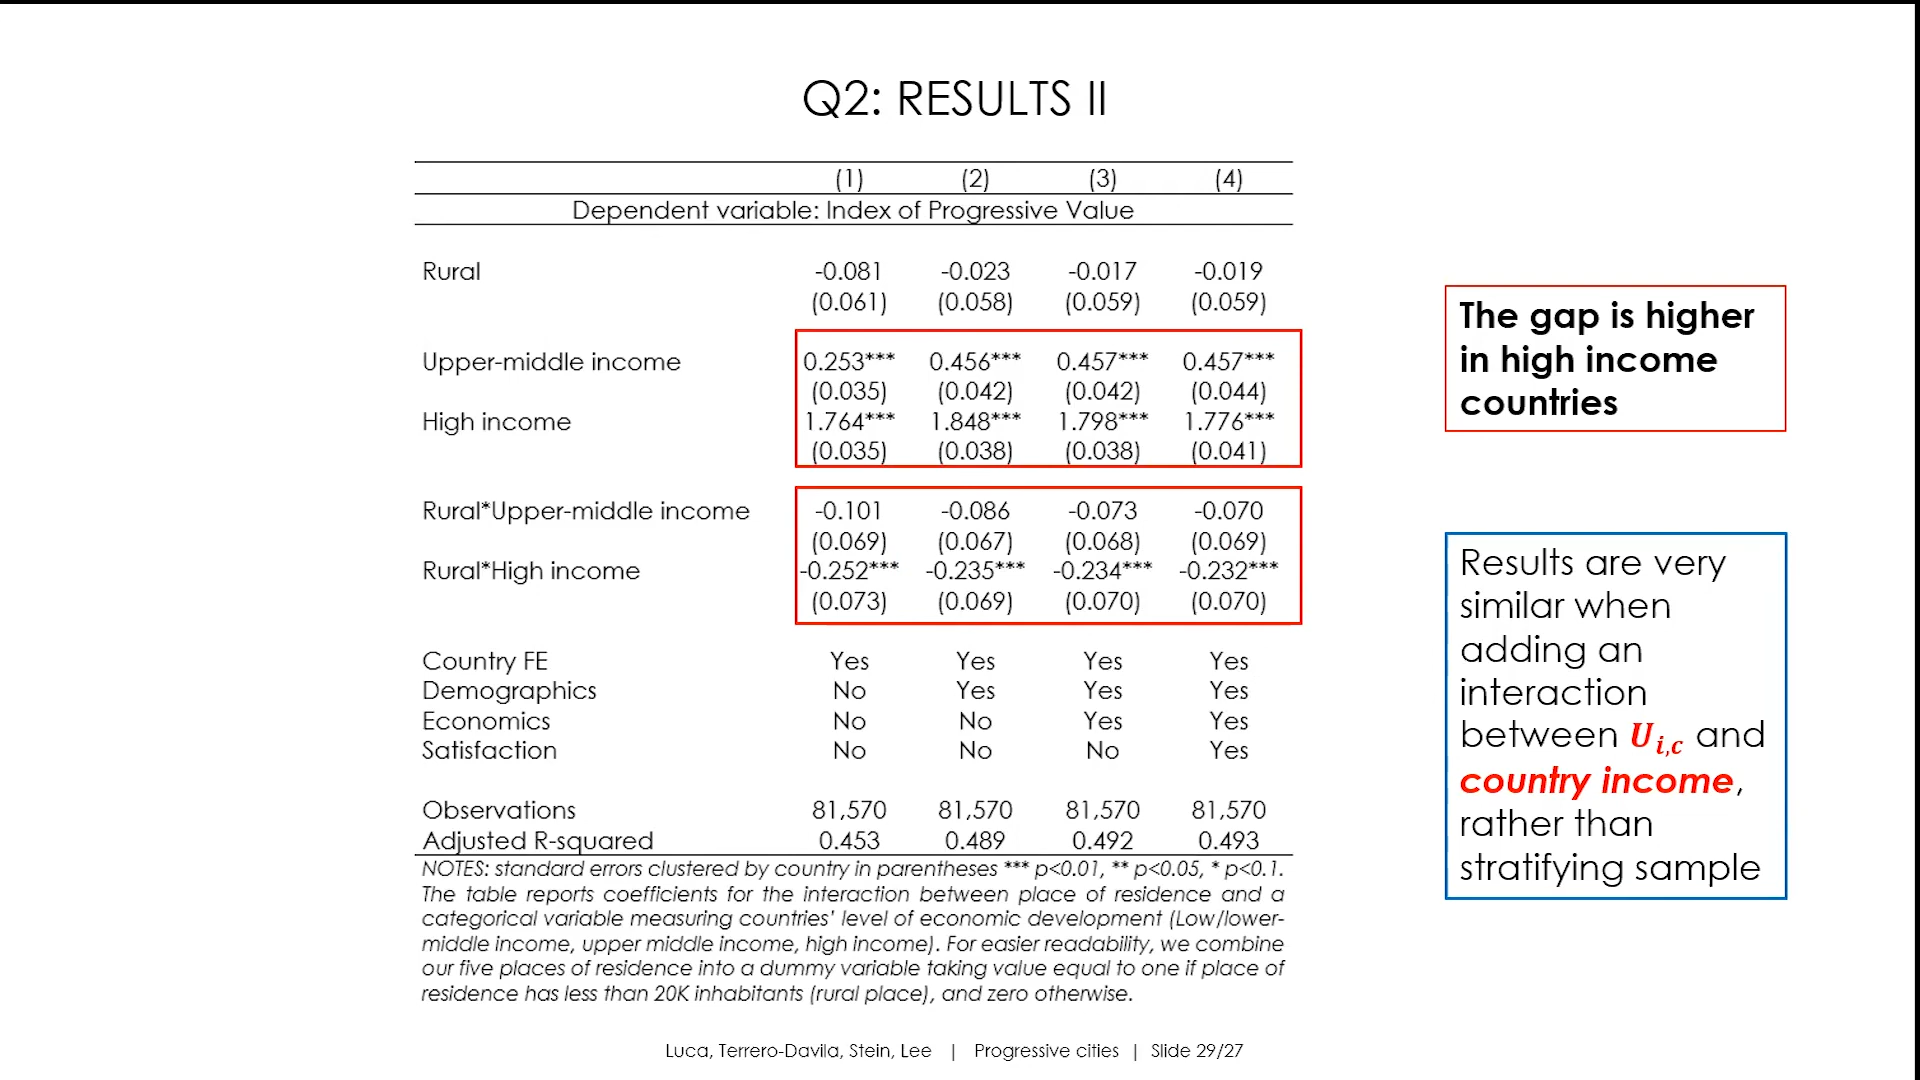 Q2: RESULTS II
(1) (2) (3) (4)
Dependent variable: Index of Progressive Value
Rural -0.081 -0.023 -0.017 -0.019
(0.061) (0.058) (0.059) (0.059)
Upper-middle income 0.253*** 0.456*** 0.457*** 0.457***
(0.035) (0.042) (0.042) (0.044)
High income 1.764*** 1.848*** 1.798*** 1.776***
(0.035) (0.038) (0.038) (0.041)
Rural*Upper-middle income -0.101 -0.086 -0.073 -0.070
(0.069) (0.067) (0.068) (0.069)
Rural*High income -0.252*** -0.235*** -0.234*** -0.232***
(0.073) (0.069) (0.070) (0.070)
Country FE Yes Yes Yes Yes
Demographics No Yes Yes Yes
Economics No No Yes Yes
Satisfaction No No No Yes
Observations 81,570 81,570 81,570 81,570
Adjusted R-squared 0.453 0.489 0.492 0.493
NOTES: standard errors clustered by country in parentheses *** p<0.01, ** p<0.05, * p<0.1.
The table reports coefficients for the interaction between place of residence and a
categorical variable measuring countries' level of economic development (Low/lower-
middle income, upper middle income, high income). For easier readability, we combine
our five places of residence into a dummy variable taking value equal to one if place of
residence has less than 20K inhabitants (rural place), and zero otherwise.
The gap is higher
in high income
countries
Results are very
similar when
adding an
interaction
between U i,c and
country income,
rather than
stratifying sample
Luca, Terrero-Davila, Stein, Lee | Progressive cities | Slide 29/27